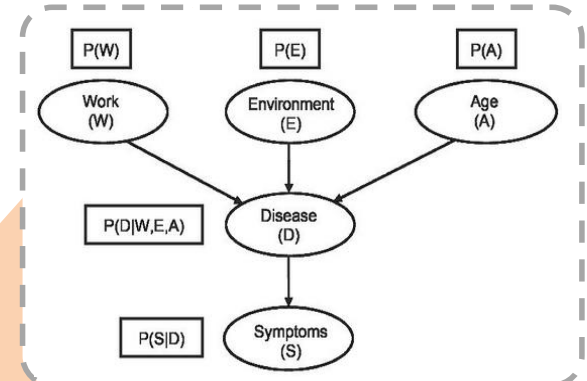 P(W)
P(E)
P(A)
Work
(W)
Environment
(E)
Age
(A)
P(D|W,E,A)
Disease
(D)
P(S|D)
Symptoms
(S)